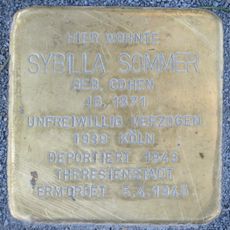 HIER WOHNTE
SYBILLA SOMMER
GEB. COHEN
JG. 1871
UNFREIWILLIG VERZOGEN
1939 KÖLN
DEPORTIERT 1943
THERESIENSTADT
ERMORDET 5.4.1943